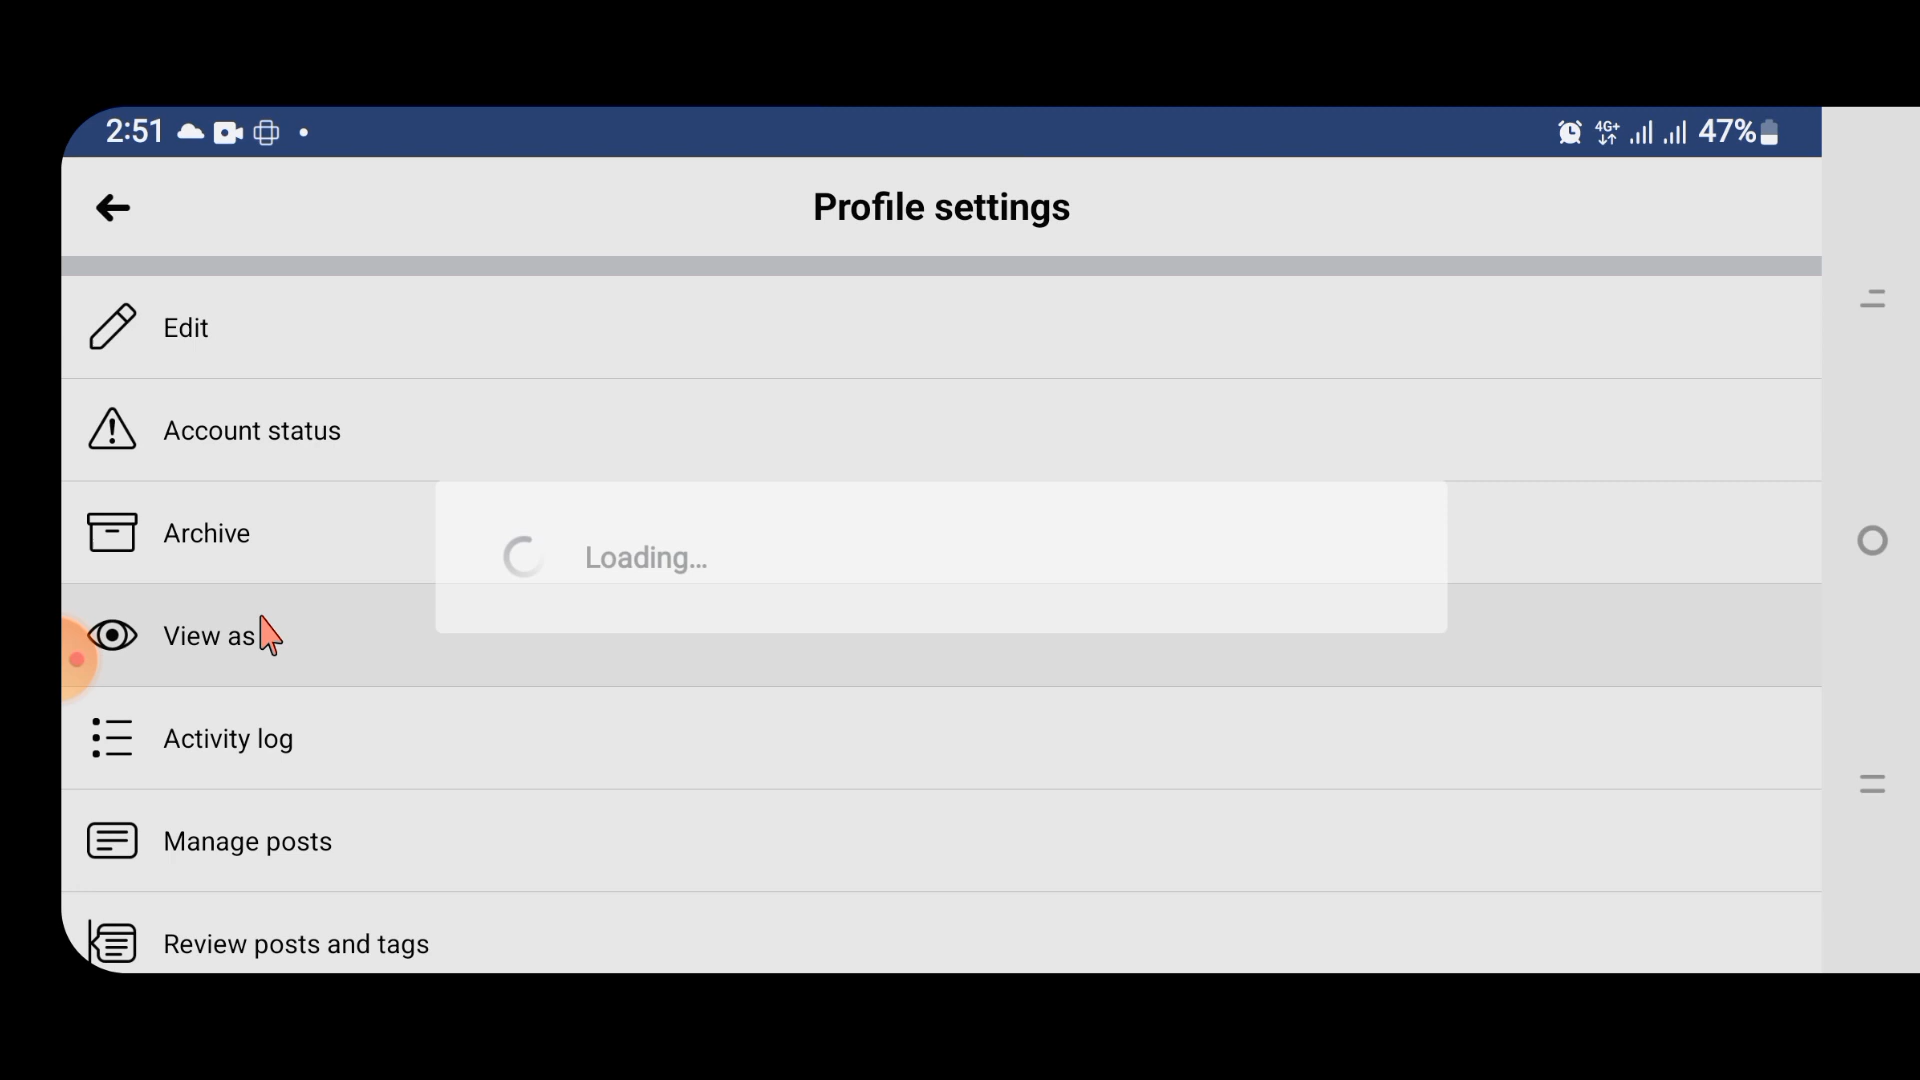 2:51
4G+
47%
Profile settings
Edit
Account status
Archive
Loading...
View as
Activity log
Manage posts
Review posts and tags